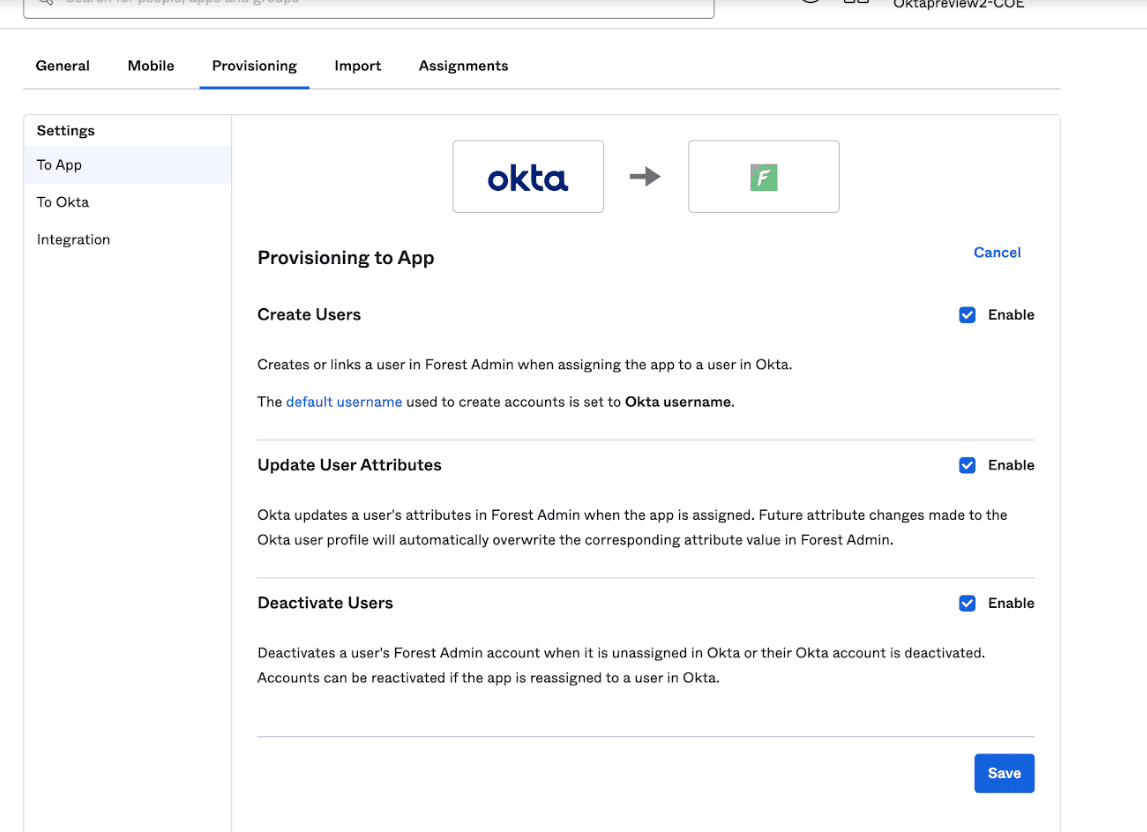 Search for people, apps and groups
Oktapreview2-COE
General Mobile Provisioning Import Assignments
Settings
To App
To Okta
Integration
okta F
Provisioning to App
Cancel
Create Users
Enable
Creates or links a user in Forest Admin when assigning the app to a user in Okta.
The default username used to create accounts is set to Okta username.
Update User Attributes
Enable
Okta updates a user's attributes in Forest Admin when the app is assigned. Future attribute changes made to the
Okta user profile will automatically overwrite the corresponding attribute value in Forest Admin.
Deactivate Users
Enable
Deactivates a user's Forest Admin account when it is unassigned in Okta or their Okta account is deactivated.
Accounts can be reactivated if the app is reassigned to a user in Okta.
Save